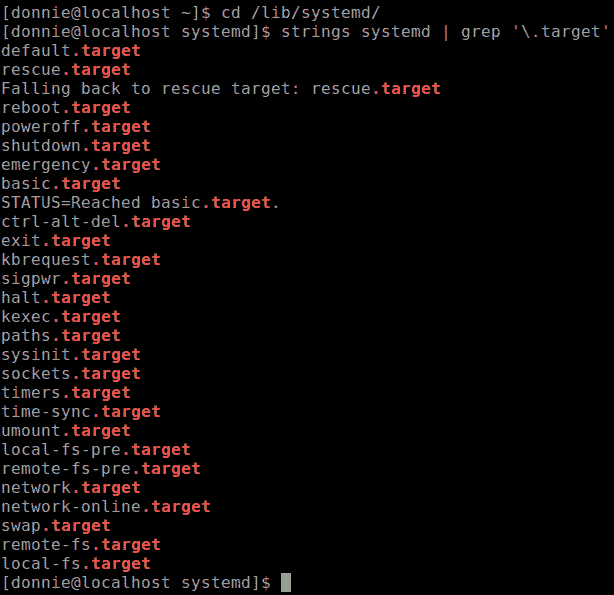 [donnie@localhost ~]$ cd /lib/systemd/
[donnie@localhost systemd]$ strings systemd | grep '\.target'
default.target
rescue.target
Falling back to rescue target: rescue.target
reboot.target
poweroff.target
shutdown.target
emergency.target
basic.target
STATUS=Reached basic.target.
ctrl-alt-del.target
exit.target
kbrequest.target
sigpwr.target
halt.target
kexec.target
paths.target
sysinit.target
sockets.target
timers.target
time-sync.target
umount.target
local-fs-pre.target
remote-fs-pre.target
network.target
network-online.target
swap.target
remote-fs.target
local-fs.target
[donnie@localhost systemd]$